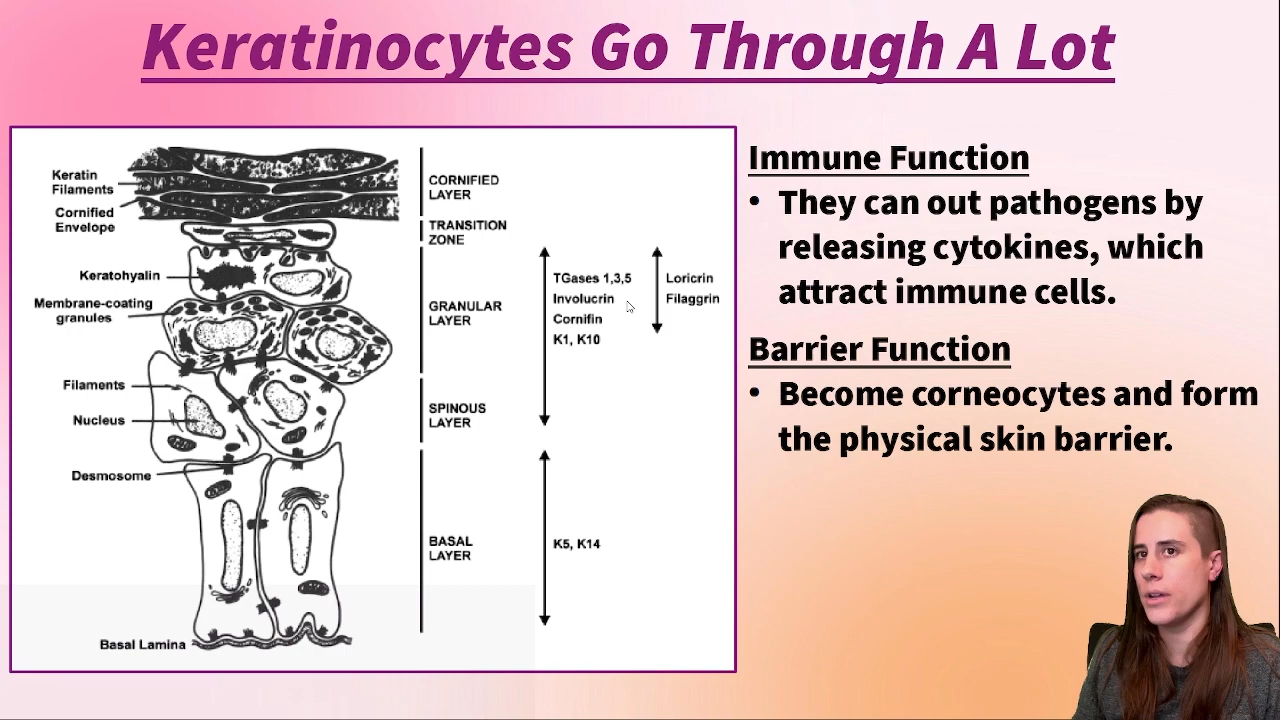 Keratinocytes Go Through A Lot
Keratin
Filaments
Cornified
Envelope
Keratohyalin
Membrane-coating
granules
Filaments
Nucleus
Desmosome
Basal Lamina
CORNIFIED
LAYER
TRANSITION
ZONE
GRANULAR
LAYER
SPINOUS
LAYER
BASAL
LAYER
TGases 1,3,5
Involucrin
Cornifin
K1, K10
K5, K14
Loricrin
Filaggrin
Immune Function
• They can out pathogens by
releasing cytokines, which
attract immune cells.
Barrier Function
• Become corneocytes and form
the physical skin barrier.